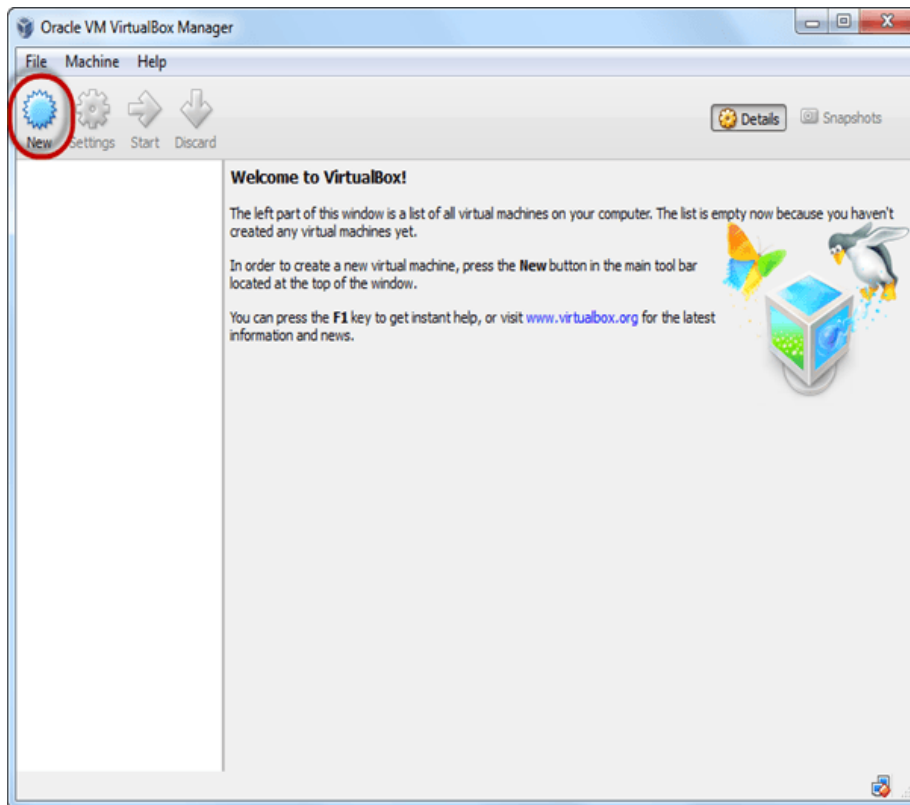 Oracle VM VirtualBox Manager
File Machine Help
New Settings Start Discard
Details Snapshots
Welcome to VirtualBox!
The left part of this window is a list of all virtual machines on your computer. The list is empty now because you haven't
created any virtual machines yet.
In order to create a new virtual machine, press the New button in the main tool bar
located at the top of the window.
You can press the F1 key to get instant help, or visit www.virtualbox.org for the latest
information and news.